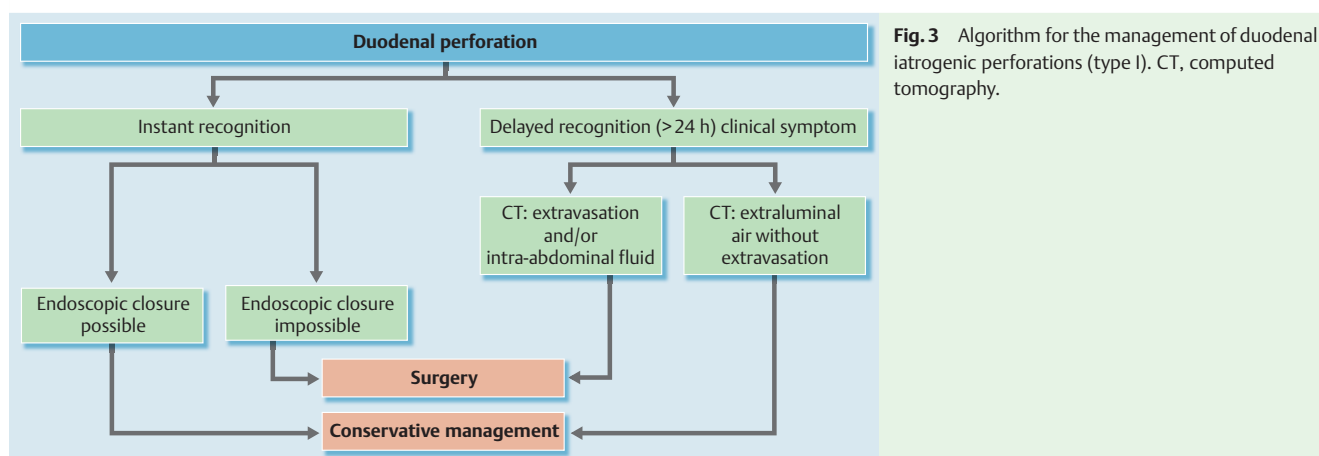 Duodenal perforation
Instant recognition
Delayed recognition (>24 h) clinical symptom
CT: extravasation
and/or
intra-abdominal fluid
CT: extraluminal
air without
extravasation
Endoscopic closure
possible
Endoscopic closure
impossible
Surgery
Conservative management
Fig. 3 Algorithm for the management of duodenal
iatrogenic perforations (type I). CT, computed
tomography.